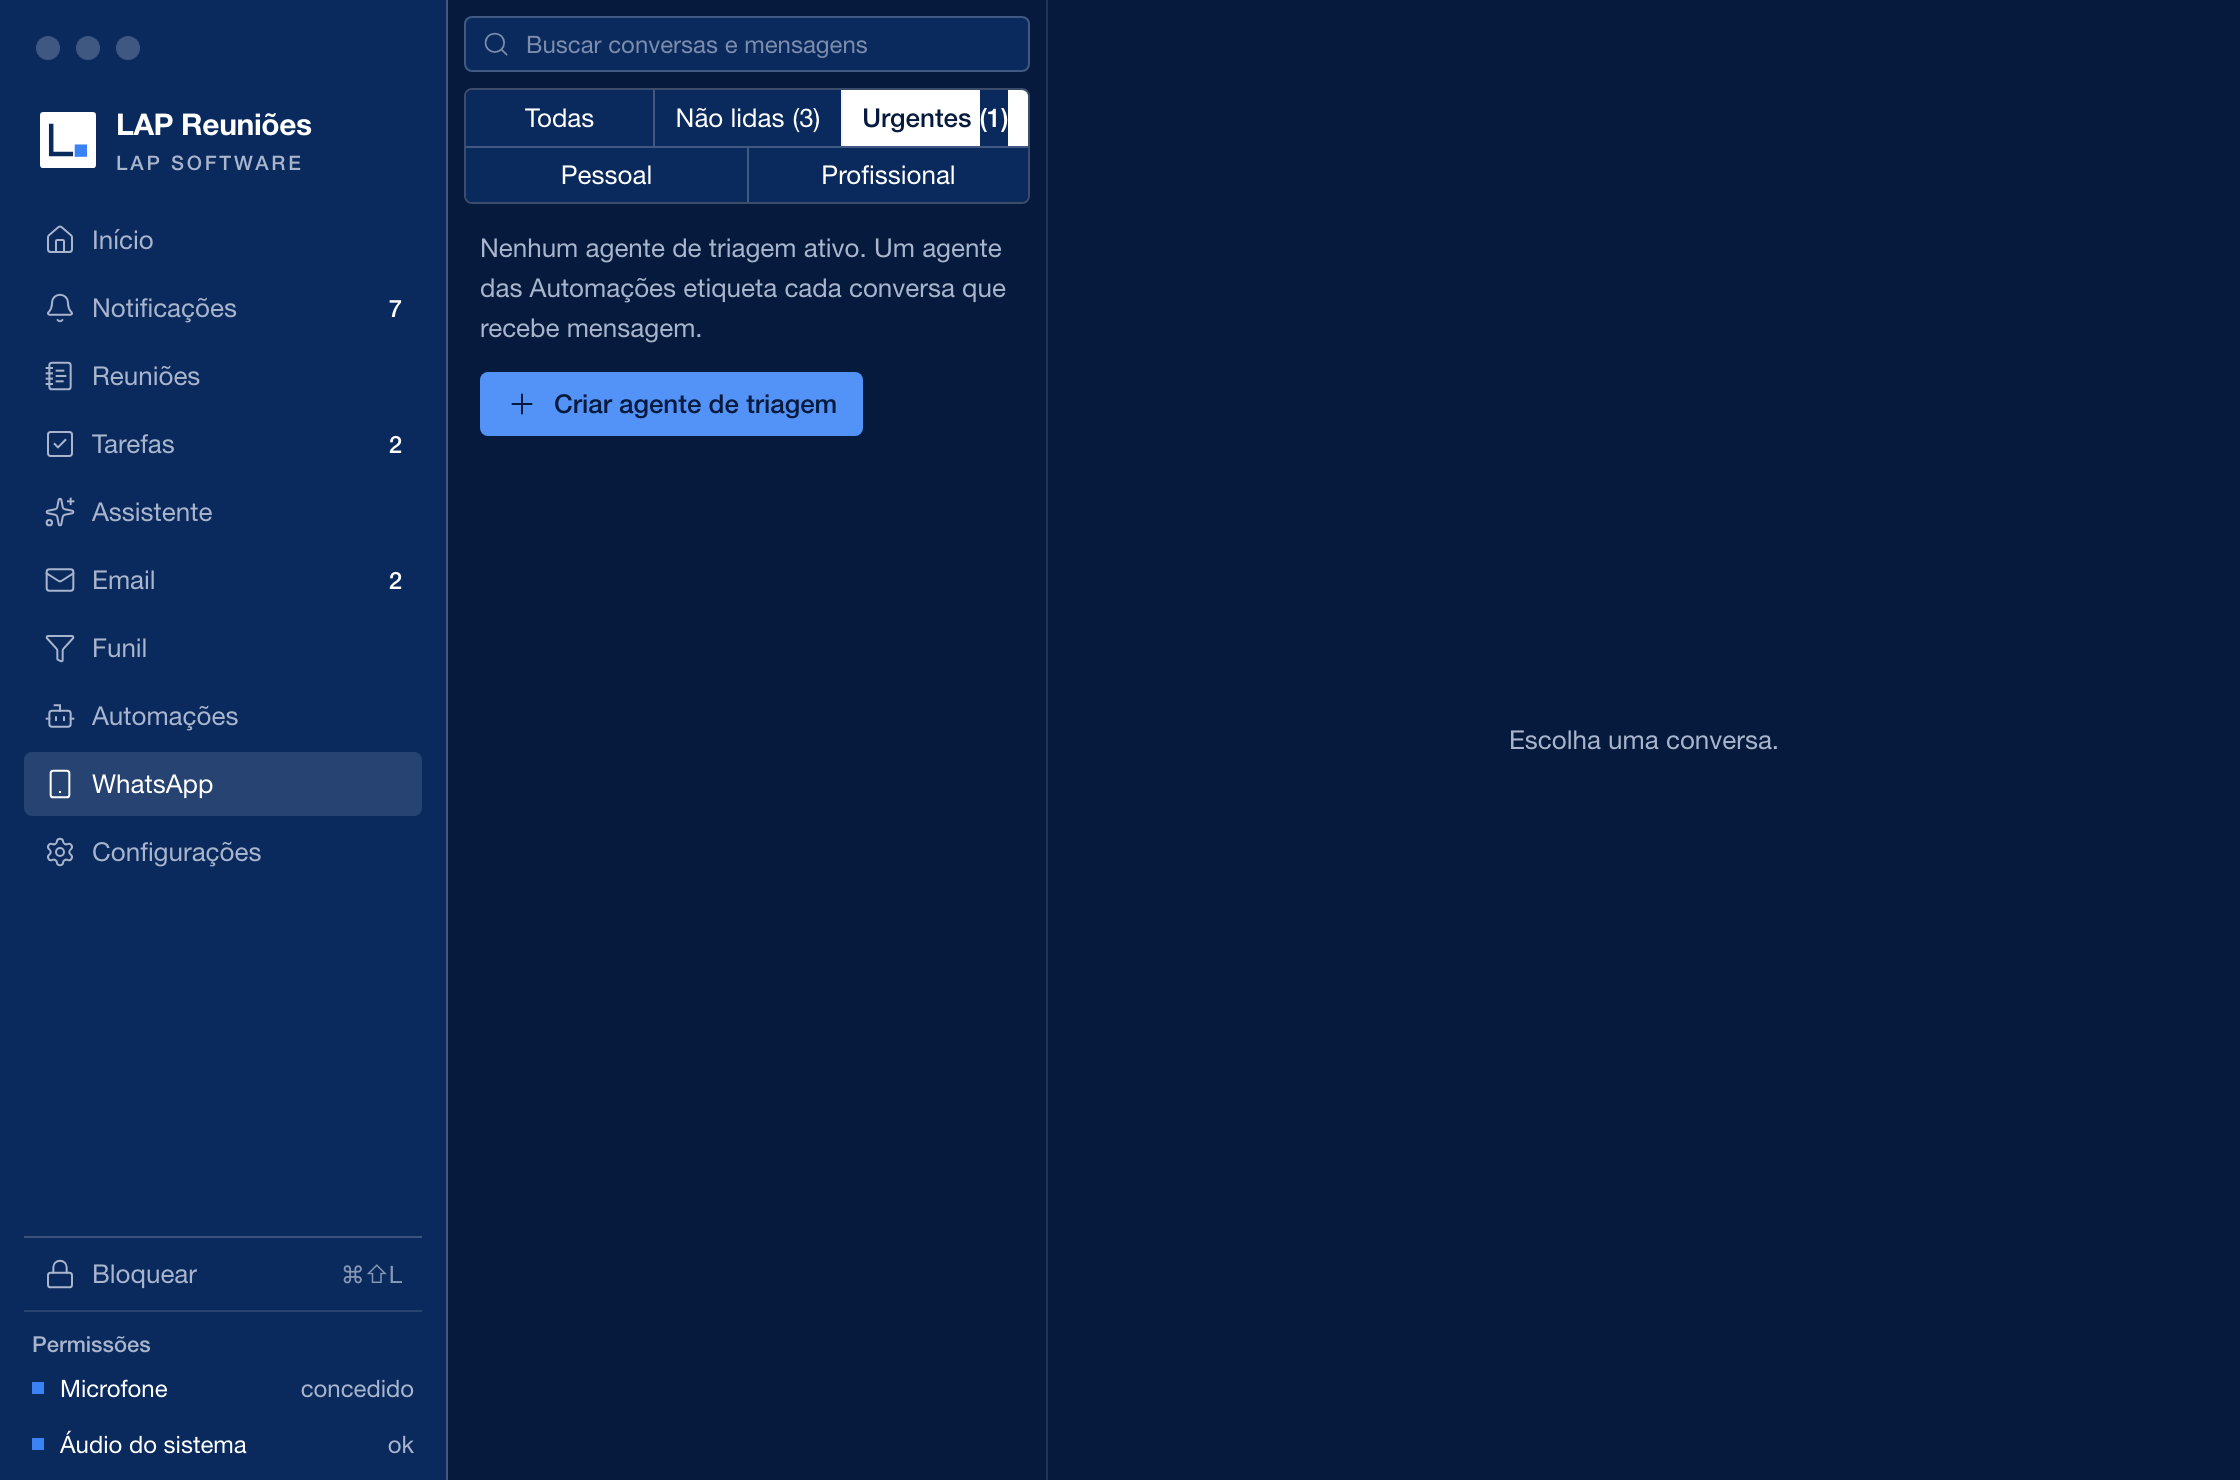 LAP Reuniões
LAP SOFTWARE
Início
Notificações 7
Reuniões
Tarefas 2
Assistente
Email 2
Funil
Automações
WhatsApp
Configurações
Bloquear ⌘⇧L
Permissões
Microfone concedido
Áudio do sistema ok
Buscar conversas e mensagens
Todas Não lidas (3) Urgentes (1)
Pessoal Profissional
Nenhum agente de triagem ativo. Um agente
das Automações etiqueta cada conversa que
recebe mensagem.
Criar agente de triagem
Escolha uma conversa.